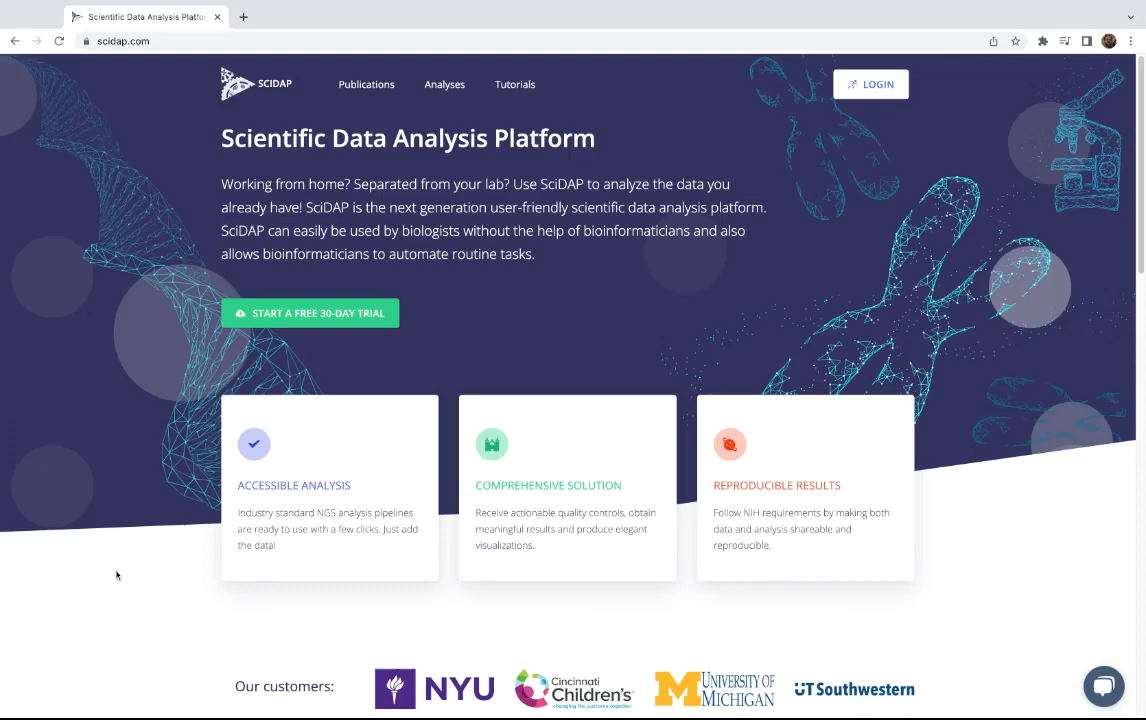 Scientific Data Analysis Platfor
scidap.com
SCIDAP
Publications
Analyses
Tutorials
LOGIN
Scientific Data Analysis Platform
Working from home? Separated from your lab? Use SciDAP to analyze the data you
already have! SciDAP is the next generation user-friendly scientific data analysis platform.
SciDAP can easily be used by biologists without the help of bioinformaticians and also
allows bioinformaticians to automate routine tasks.
START A FREE 30-DAY TRIAL
ACCESSIBLE ANALYSIS
Industry standard NGS analysis pipelines
are ready to use with a few clicks. Just add
the data!
COMPREHENSIVE SOLUTION
Receive actionable quality controls, obtain
meaningful results and produce elegant
visualizations.
REPRODUCIBLE RESULTS
Follow NIH requirements by making both
data and analysis shareable and
reproducible.
Our customers:
NYU
Cincinnati
Children's
changing the outcome together
M
UNIVERSITY OF
MICHIGAN
UT Southwestern